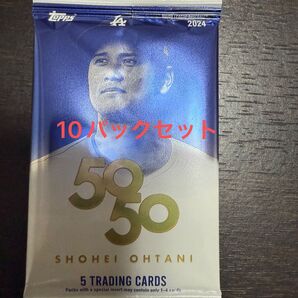 Topps
LA
2024
10パックセット
50
50
SHOHEI OHTANI
5 TRADING CARDS
Packs with a special insert may contain only 1-4 cards